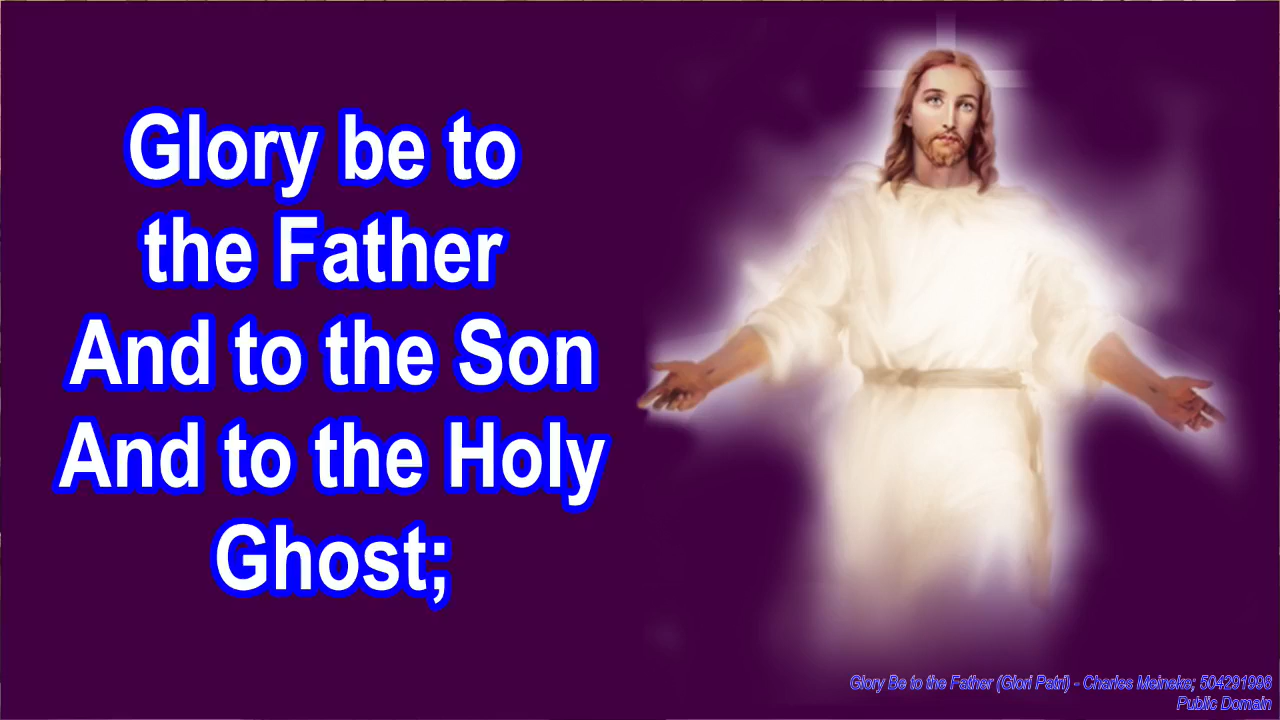 Glory be to
the Father
And to the Son
And to the Holy
Ghost;
Glory Be to the Father (Glori Patri) - Charles Meineke; 504291998
Public Domain